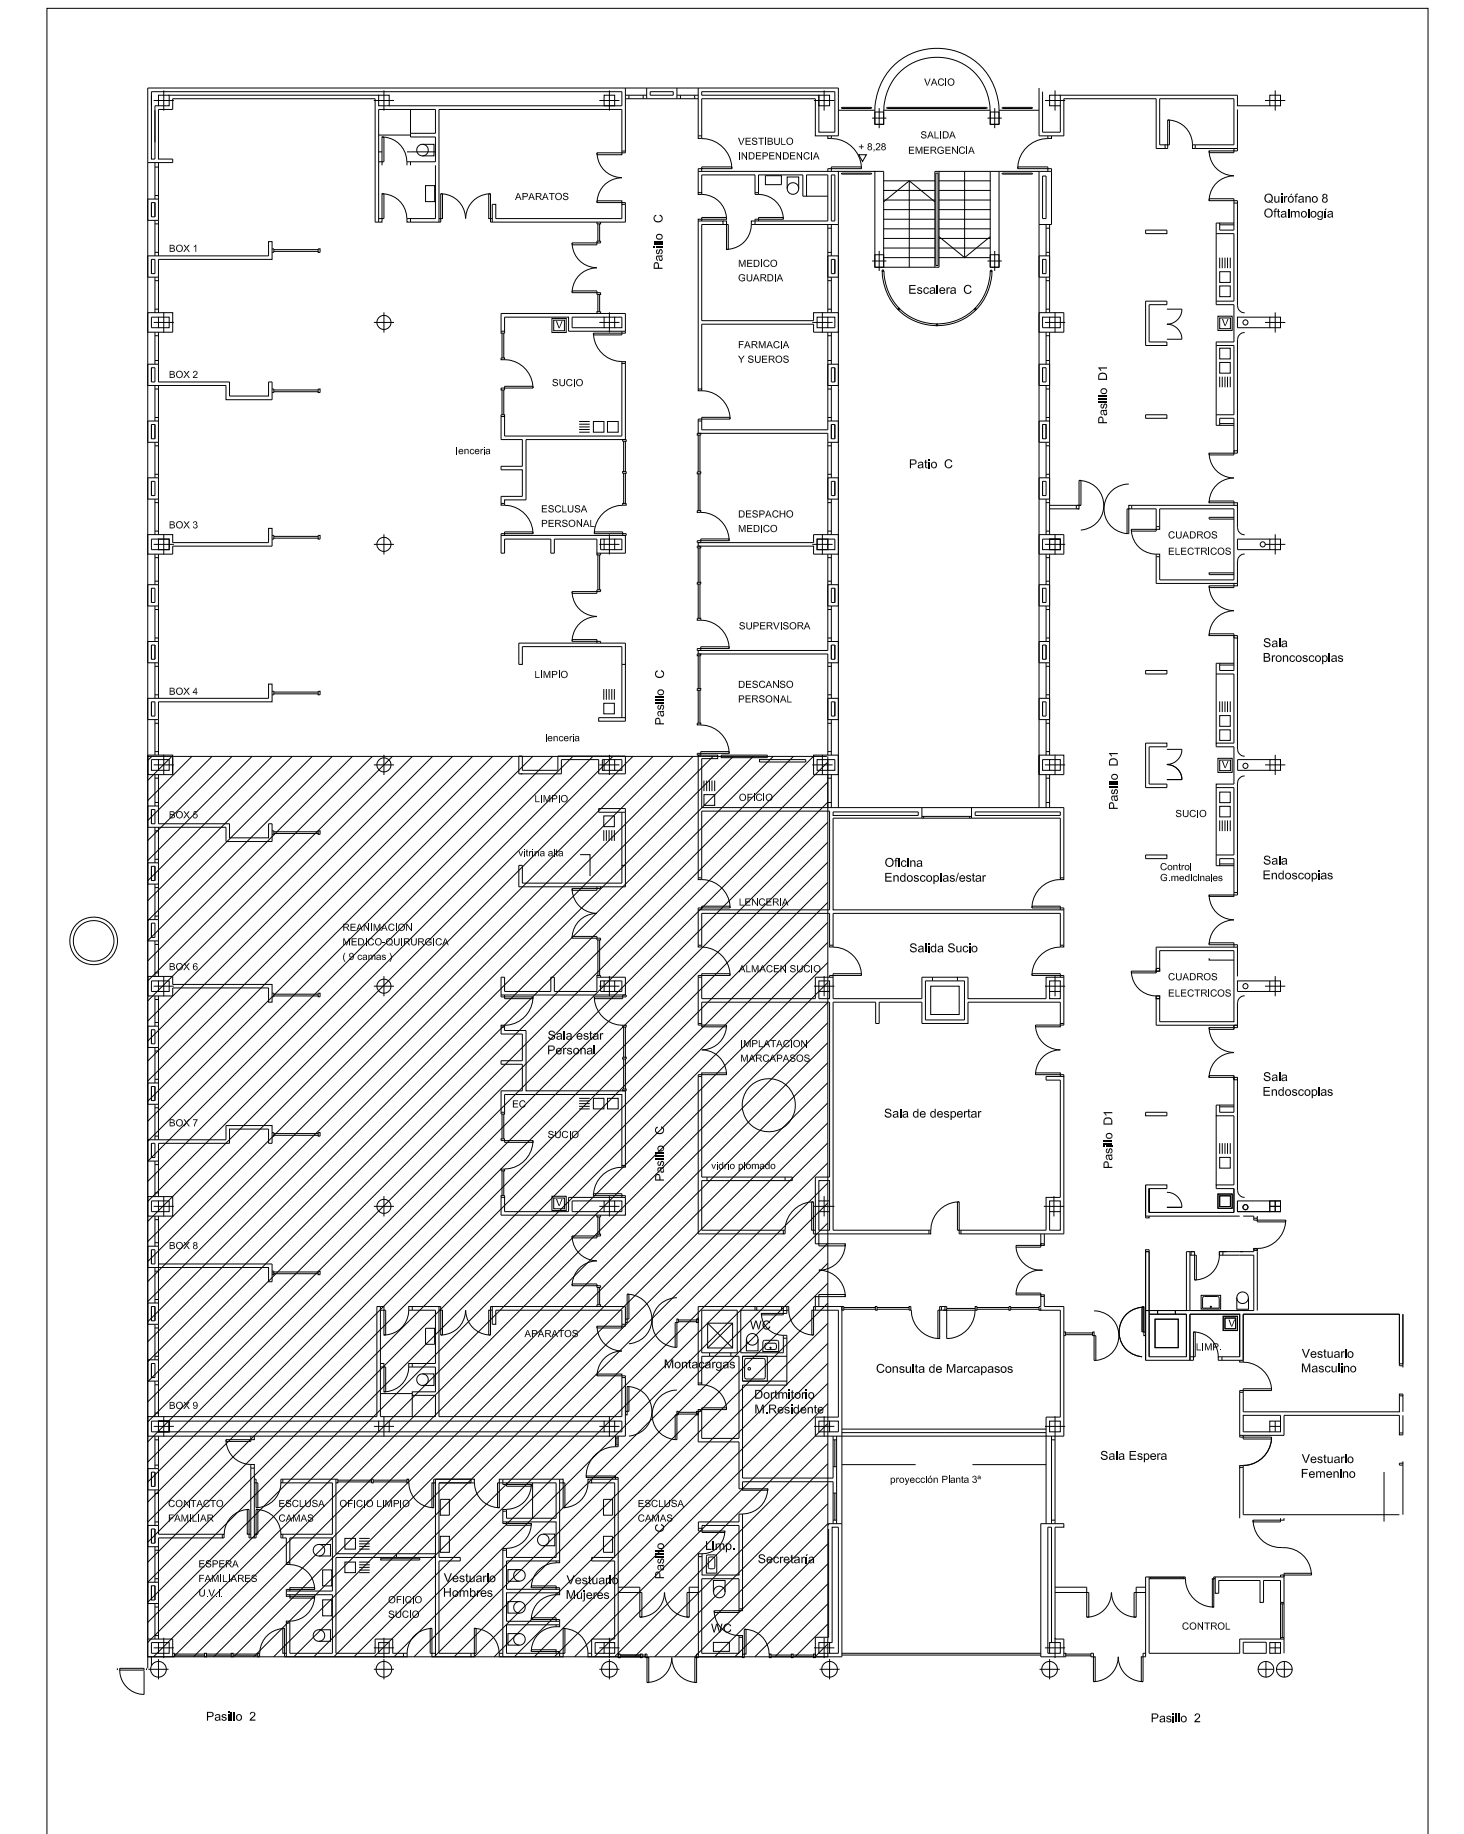 VACIO
SALIDA
EMERGENCIA
+ 8,28
VESTIBULO
INDEPENDENCIA
APARATOS
Pasillo C
Quirófano 8
Oftalmología
BOX 1
MEDICO
GUARDIA
Escalera C
FARMACIA
Y SUEROS
V
V
BOX 2
SUCIO
Pasillo D1
lenceria
Patio C
ESCLUSA
PERSONAL
DESPACHO
MEDICO
BOX 3
CUADROS
ELECTRICOS
SUPERVISORA
Sala
Broncoscopias
LIMPIO
BOX 4
Pasillo C
DESCANSO
PERSONAL
lenceria
LIMPIO
OFICIO
Pasillo D1
V
BOX 5
SUCIO
vitrina alta
Oficina
Endoscopias/estar
Control
G.medicinales
Sala
Endoscopias
LENCERIA
REANIMACION
MEDICO-QUIRURGICA
( 9 camas )
Salida Sucio
BOX 6
ALMACEN SUCIO
CUADROS
ELECTRICOS
Sala estar
Personal
IMPLATACION
MARCAPASOS
Sala
Endoscopias
EC
BOX 7
SUCIO
Sala de despertar
Pasillo C
Pasillo D1
vidrio plomado
V
BOX 8
APARATOS
WC
V
Montacargas
LIMP.
Consulta de Marcapasos
Vestuario
Masculino
Dortmitorio
M.Residente
BOX 9
Sala Espera
Vestuario
Femenino
proyección Planta 3ª
CONTACTO
FAMILIAR
ESCLUSA
CAMAS
OFICIO LIMPIO
ESCLUSA
CAMAS
Pasillo C
Limp.
Secretaría
ESPERA
FAMILIARES
U.V.I.
Vestuario
Hombres
Vestuario
Mujeres
OFICIO
SUCIO
WC
CONTROL
Pasillo 2
Pasillo 2